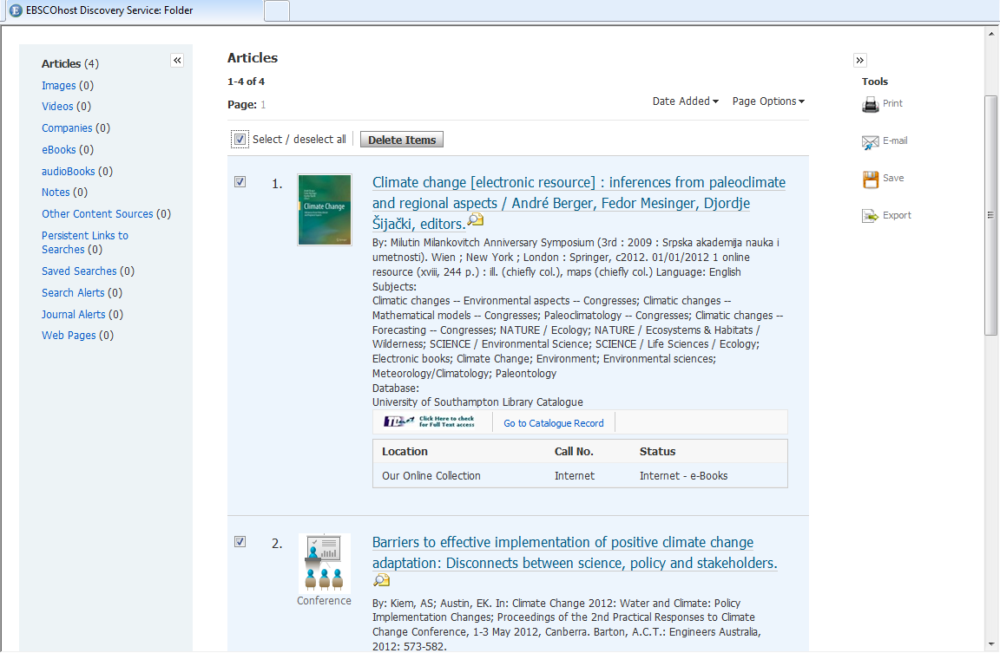 EBSCOhost Discovery Service: Folder
Articles (4)
Images (0)
Videos (0)
Companies (0)
eBooks (0)
audioBooks (0)
Notes (0)
Other Content Sources (0)
Persistent Links to
Searches (0)
Saved Searches (0)
Search Alerts (0)
Journal Alerts (0)
Web Pages (0)
Articles
1-4 of 4
Page: 1
Date Added Page Options
Select / deselect all Delete Items
1.
Climate Change
Climate change [electronic resource] : inferences from paleoclimate
and regional aspects / André Berger, Fedor Mesinger, Djordje
Šijački, editors.
By: Milutin Milankovitch Anniversary Symposium (3rd : 2009 : Srpska akademija nauka i
umetnosti). Wien ; New York ; London : Springer, c2012. 01/01/2012 1 online
resource (xviii, 244 p.) : ill. (chiefly col.), maps (chiefly col.) Language: English
Subjects:
Climatic changes -- Environmental aspects -- Congresses; Climatic changes --
Mathematical models -- Congresses; Paleoclimatology -- Congresses; Climatic changes --
Forecasting -- Congresses; NATURE / Ecology; NATURE / Ecosystems & Habitats /
Wilderness; SCIENCE / Environmental Science; SCIENCE / Life Sciences / Ecology;
Electronic books; Climate Change; Environment; Environmental sciences;
Meteorology/Climatology; Paleontology
Database:
University of Southampton Library Catalogue
Click Here to check
for Full Text access
Go to Catalogue Record
Location Call No. Status
Our Online Collection Internet Internet - e-Books
2.
Conference
Barriers to effective implementation of positive climate change
adaptation: Disconnects between science, policy and stakeholders.
By: Kiem, AS; Austin, EK. In: Climate Change 2012: Water and Climate: Policy
Implementation Changes; Proceedings of the 2nd Practical Responses to Climate
Change Conference, 1-3 May 2012, Canberra. Barton, A.C.T.: Engineers Australia,
2012: 573-582.
Tools
Print
E-mail
Save
Export